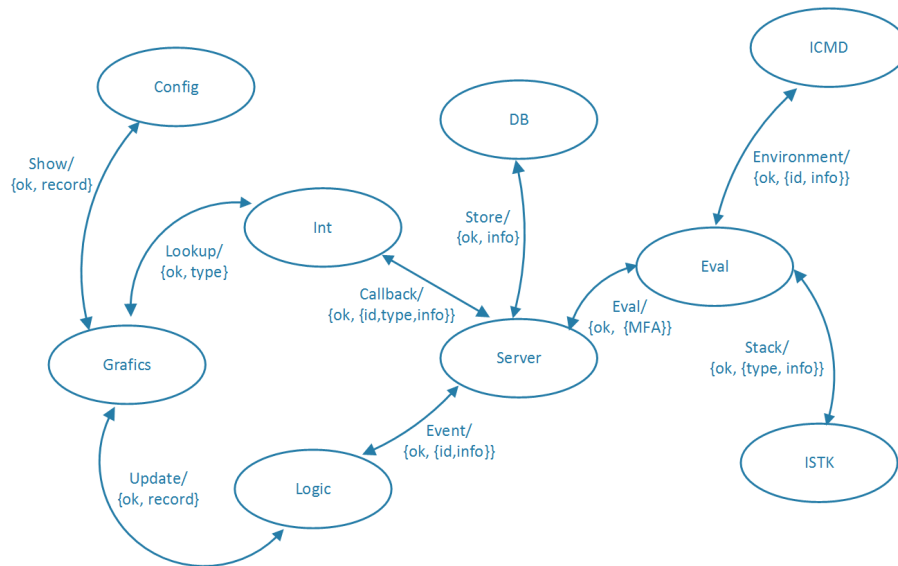 ICMD
Config
DB
Show/
{ok, record}
Environment/
{ok, {id, info}}
Int
Store/
{ok, info}
Lookup/
{ok, type}
Eval
Callback/
{ok, {id,type,info}}
Eval/
{ok,  {MFA}}
Grafics
Server
Stack/
{ok, {type, info}}
Event/
{ok, {id,info}}
ISTK
Update/
{ok, record}
Logic